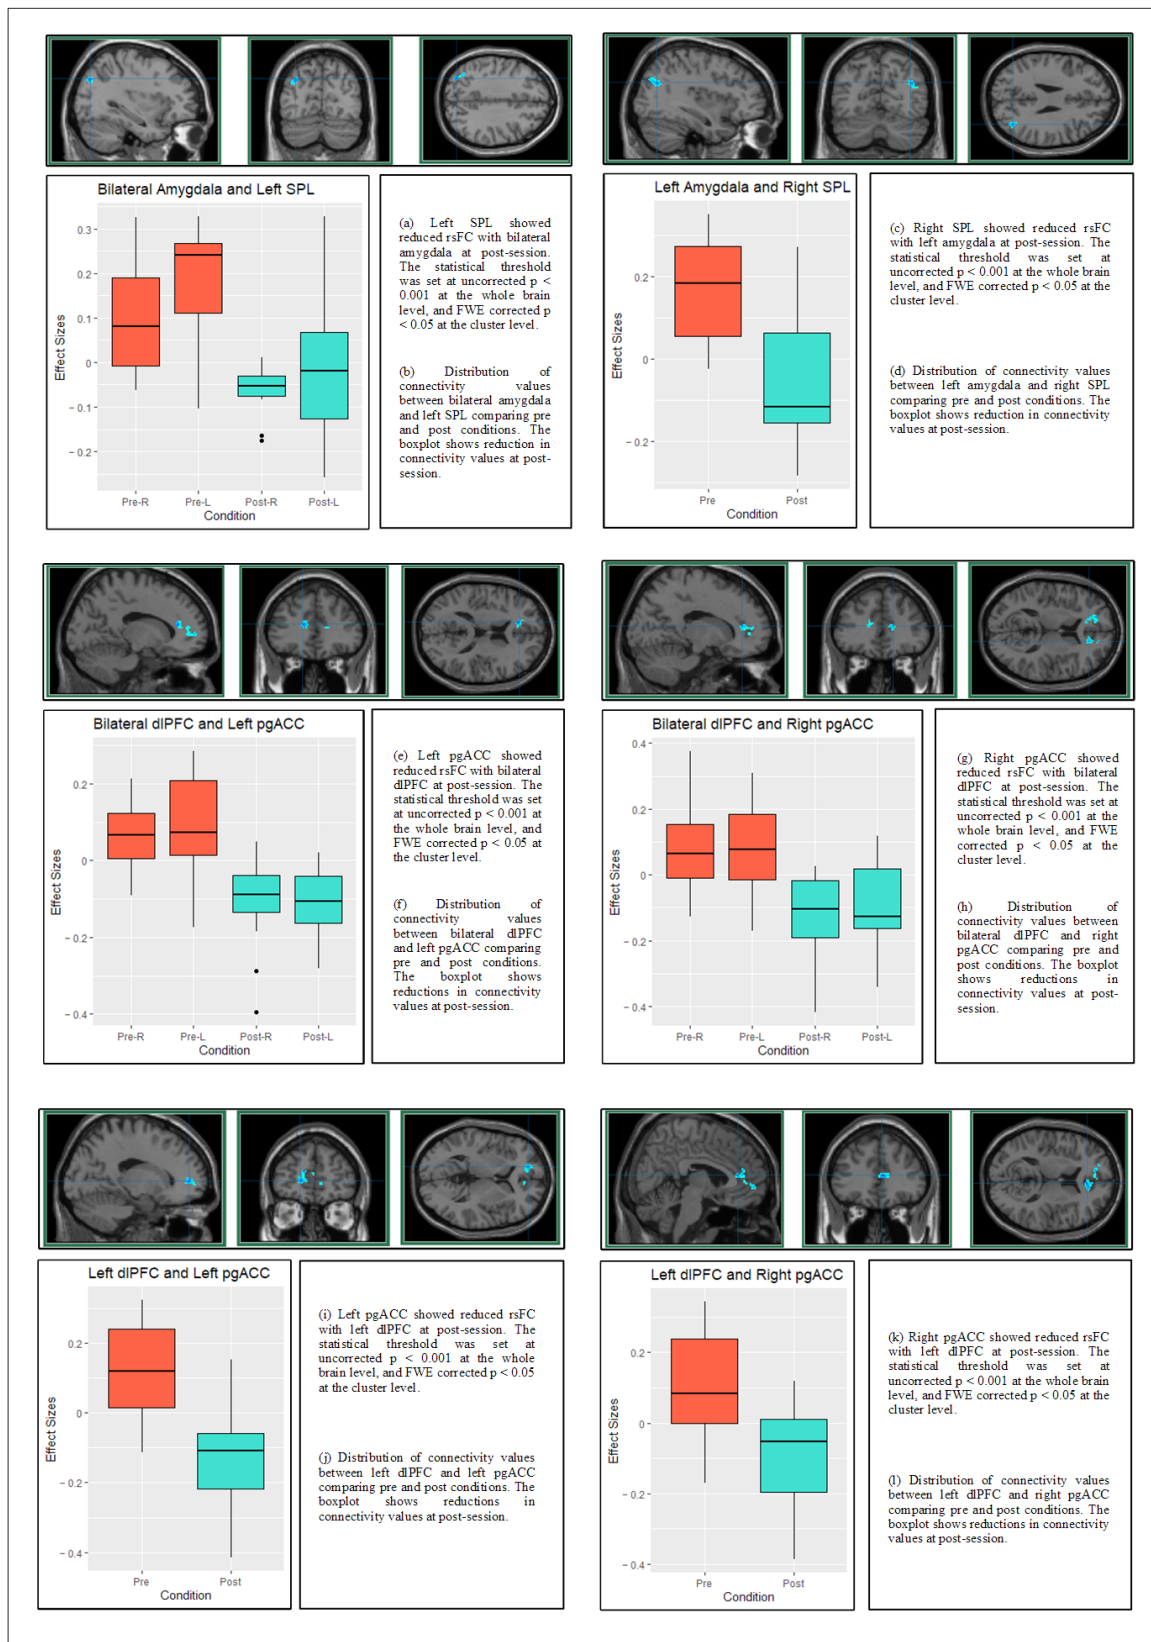 Bilateral Amygdala and Left SPL
Effect Sizes
0.3
0.2
0.1
0
− 0.1
− 0.2
Pre-R Pre-L Post-R Post-L
Condition
(a) Left SPL showed
reduced rsFC with bilateral
amygdala at post-session.
The statistical threshold
was set at uncorrected p <
0.001 at the whole brain
level, and FWE corrected p
< 0.05 at the cluster level.
(b) Distribution of
connectivity values
between bilateral amygdala
and left SPL comparing pre
and post conditions. The
boxplot shows reduction in
connectivity values at post-
session.
Left Amygdala and Right SPL
Effect Sizes
0.2
0
− 0.2
Pre Post
Condition
(c) Right SPL showed reduced rsFC
with left amygdala at post-session. The
statistical threshold was set at
uncorrected p < 0.001 at the whole brain
level, and FWE corrected p < 0.05 at the
cluster level.
(d) Distribution of connectivity values
between left amygdala and right SPL
comparing pre and post conditions. The
boxplot shows reduction in connectivity
values at post-session.
Bilateral dlPFC and Left pgACC
Effect Sizes
0.2
0
− 0.2
− 0.4
Pre-R Pre-L Post-R Post-L
Condition
(e) Left pgACC showed
reduced rsFC with bilateral
dlPFC at post-session. The
statistical threshold was set
at uncorrected p < 0.001 at
the whole brain level, and
FWE corrected p < 0.05 at
the cluster level.
(f) Distribution of
connectivity values
between bilateral dlPFC
and left pgACC comparing
pre and post conditions.
The boxplot shows
reductions in connectivity
values at post-session.
Bilateral dlPFC and Right pgACC
Effect Sizes
0.4
0.2
0
− 0.2
− 0.4
Pre-R Pre-L Post-R Post-L
Condition
(g) Right pgACC showed
reduced rsFC with bilateral
dlPFC at post-session. The
statistical threshold was set at
uncorrected p < 0.001 at the
whole brain level, and FWE
corrected p < 0.05 at the
cluster level.
(h) Distribution of
connectivity values between
bilateral dlPFC and right
pgACC comparing pre and
post conditions. The boxplot
shows reductions in
connectivity values at post-
session.
Left dlPFC and Left pgACC
Effect Sizes
0.2
0
− 0.2
− 0.4
Pre Post
Condition
(i) Left pgACC showed reduced rsFC
with left dlPFC at post-session. The
statistical threshold was set at
uncorrected p < 0.001 at the whole
brain level, and FWE corrected p < 0.05
at the cluster level.
(j) Distribution of connectivity values
between left dlPFC and left pgACC
comparing pre and post conditions. The
boxplot shows reductions in
connectivity values at post-session.
Left dlPFC and Right pgACC
Effect Sizes
0.2
0
− 0.2
− 0.4
Pre Post
Condition
(k) Right pgACC showed reduced rsFC
with left dlPFC at post-session. The
statistical threshold was set at
uncorrected p < 0.001 at the whole brain
level, and FWE corrected p < 0.05 at the
cluster level.
(l) Distribution of connectivity values
between left dlPFC and right pgACC
comparing pre and post conditions. The
boxplot shows reductions in connectivity
values at post-session.